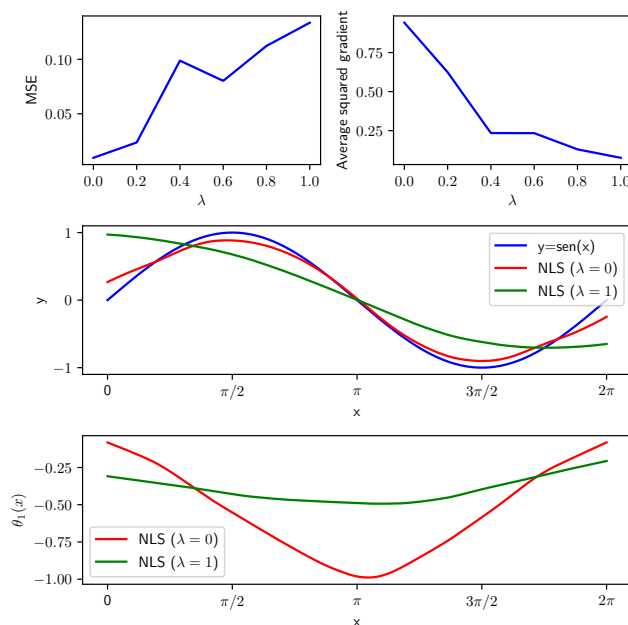 MSE
0.10
0.05
0.0 0.2 0.4 0.6 0.8 1.0
λ
Average squared gradient
0.75
0.50
0.25
0.0 0.2 0.4 0.6 0.8 1.0
λ
y
1
0
−1
y=sen(x)
NLS (λ = 0)
NLS (λ = 1)
0 π/2 π 3π/2 2π
x
θ₁(x)
−0.25
−0.50
−0.75
−1.00
NLS (λ = 0)
NLS (λ = 1)
0 π/2 π 3π/2 2π
x